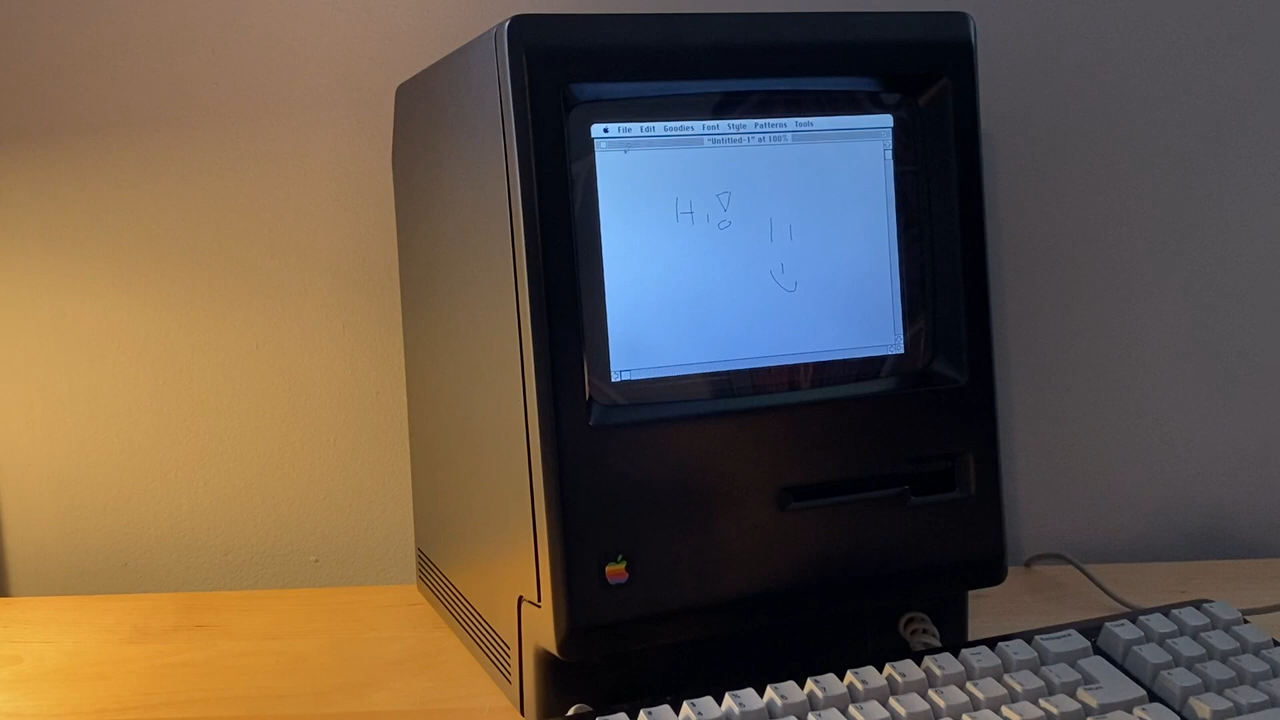 File Edit Goodies Font Style Patterns Tools
"Untitled-1" at 100%
Hi!